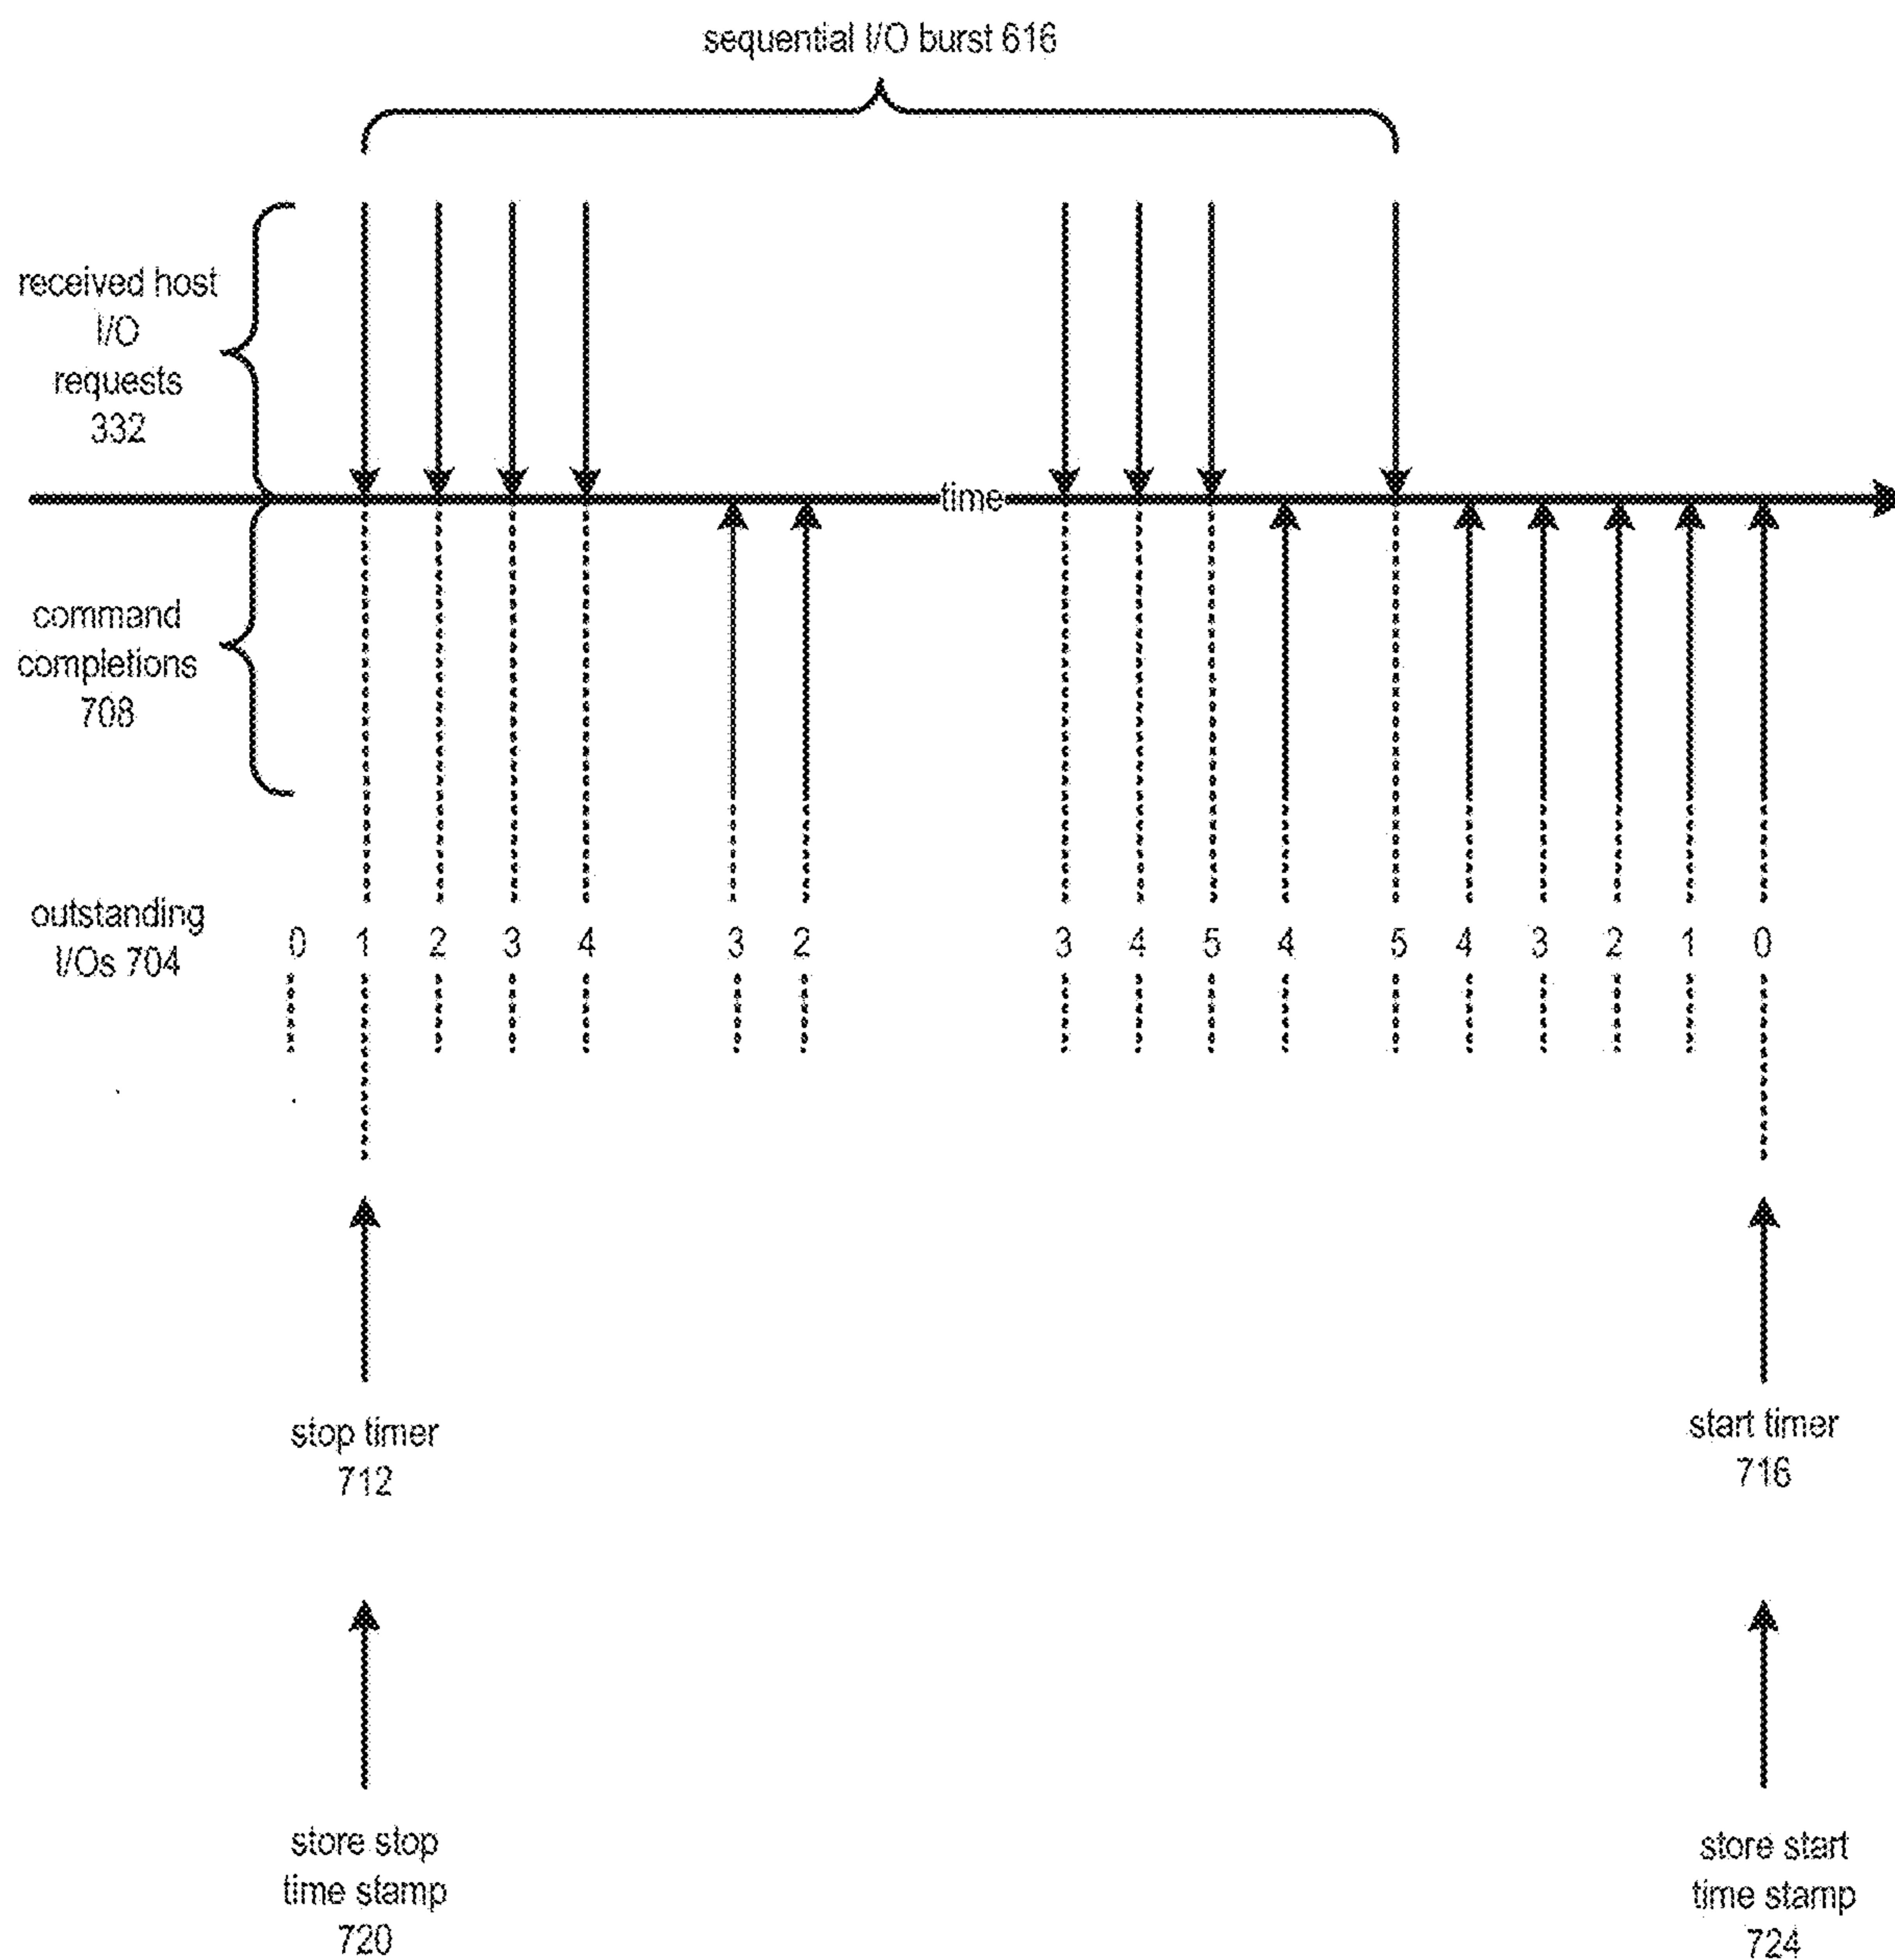 sequential I/O burst 616
received host
I/O
requests
332
time
command
completions
708
outstanding
I/Os 704
0 1 2 3 4 3 2 3 4 5 4 5 4 3 2 1 0
stop timer
712
start timer
716
store stop
time stamp
720
store start
time stamp
724